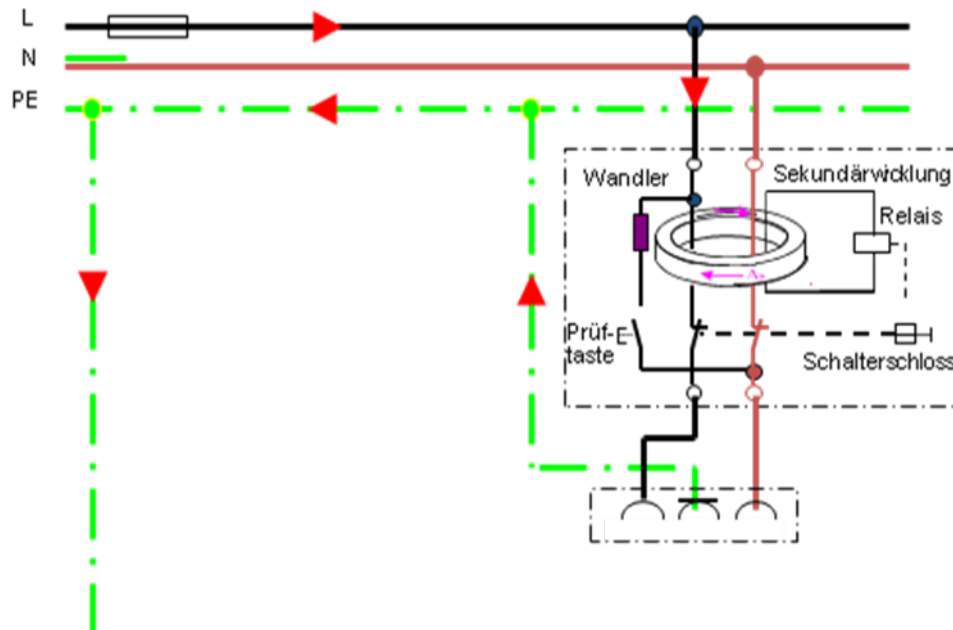 L
N
PE
Wandler
Sekundärwicklung
Relais
Prüf-
taste
Schalterschloss